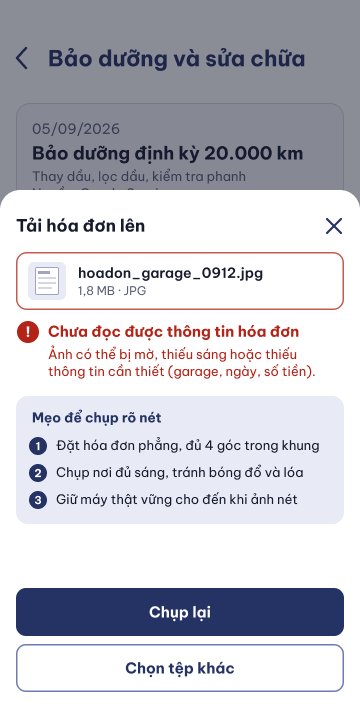 Bảo dưỡng và sửa chữa
05/09/2026
Bảo dưỡng định kỳ 20.000 km
Thay dầu, lọc dầu, kiểm tra phanh
Tải hóa đơn lên
hoadon_garage_0912.jpg
1,8 MB · JPG
Chưa đọc được thông tin hóa đơn
Ảnh có thể bị mờ, thiếu sáng hoặc thiếu
thông tin cần thiết (garage, ngày, số tiền).
Mẹo để chụp rõ nét
1 Đặt hóa đơn phẳng, đủ 4 góc trong khung
2 Chụp nơi đủ sáng, tránh bóng đổ và lóa
3 Giữ máy thật vững cho đến khi ảnh nét
Chụp lại
Chọn tệp khác